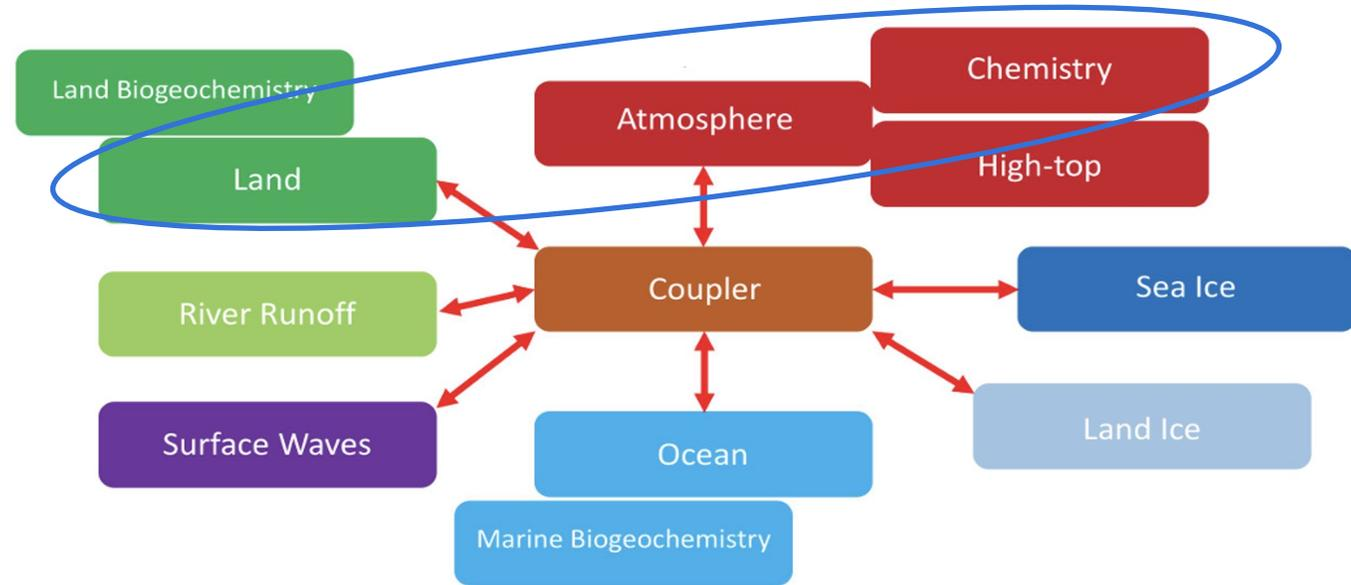 Land Biogeochemistry
Chemistry
Atmosphere
Land
High-top
Coupler
Sea Ice
River Runoff
Surface Waves
Ocean
Land Ice
Marine Biogeochemistry